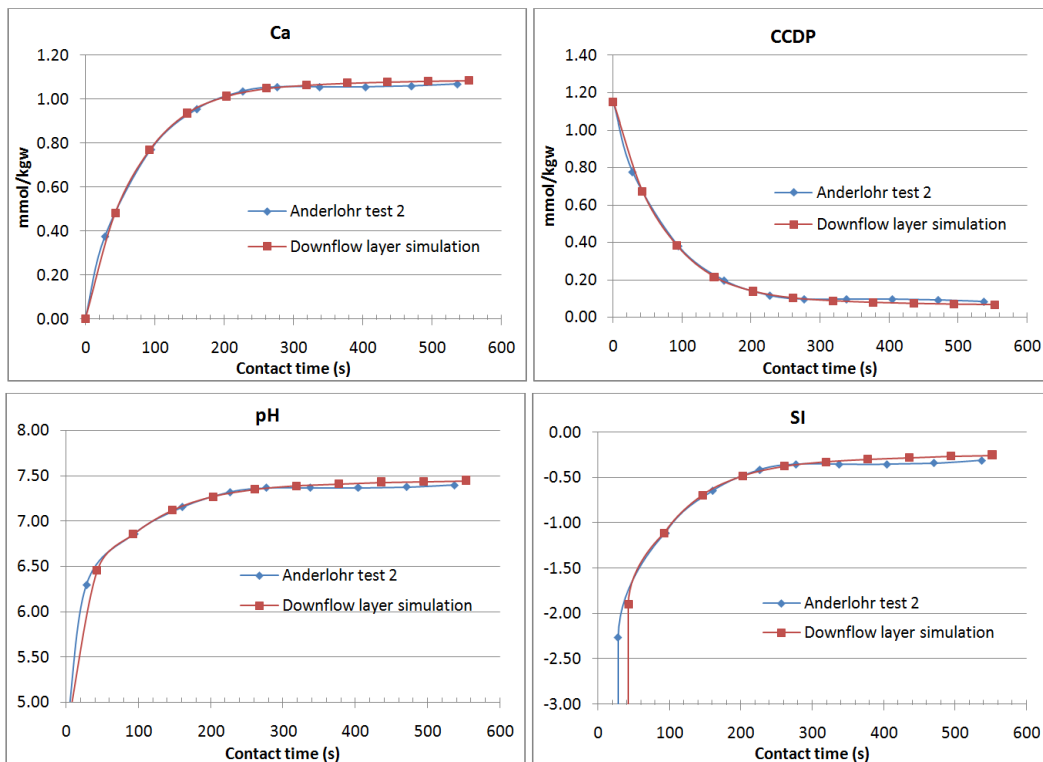 Ca
1.20
1.00
0.80
0.60
0.40
0.20
0.00
mmol/kgw
Anderlohr test 2
Downflow layer simulation
0 100 200 300 400 500 600
Contact time (s)
CCDP
1.40
1.20
1.00
0.80
0.60
0.40
0.20
0.00
mmol/kgw
Anderlohr test 2
Downflow layer simulation
0 100 200 300 400 500 600
Contact time (s)
pH
8.00
7.50
7.00
6.50
6.00
5.50
5.00
Anderlohr test 2
Downflow layer simulation
0 100 200 300 400 500 600
Contact time (s)
SI
0.00
-0.50
-1.00
-1.50
-2.00
-2.50
-3.00
Anderlohr test 2
Downflow layer simulation
0 100 200 300 400 500 600
Contact time (s)